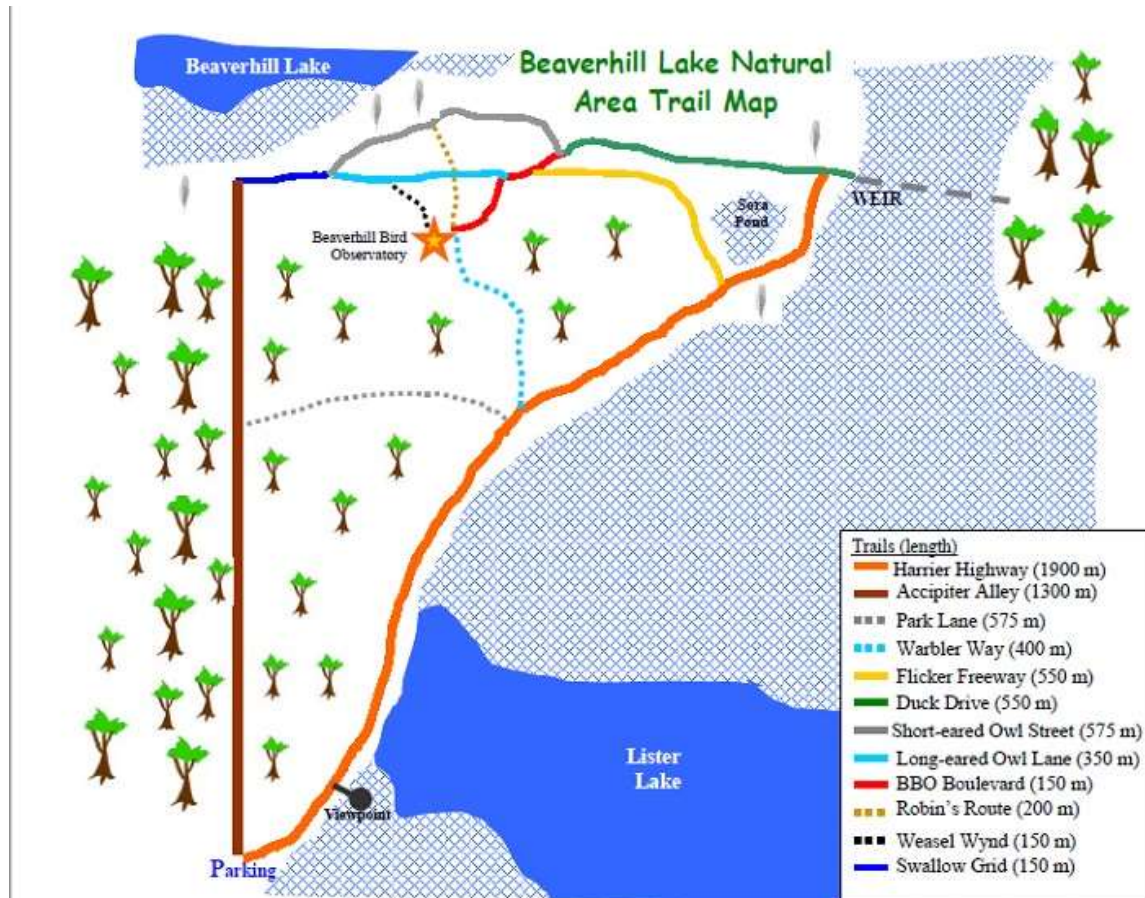 Beaverhill Lake
Beaverhill Lake Natural
Area Trail Map
WEIR
Sora
Pond
Beaverhill Bird
Observatory
Trails (length)
Harrier Highway (1900 m)
Accipiter Alley (1300 m)
Park Lane (575 m)
Warbler Way (400 m)
Flicker Freeway (550 m)
Duck Drive (550 m)
Short-eared Owl Street (575 m)
Long-eared Owl Lane (350 m)
BBO Boulevard (150 m)
Robin's Route (200 m)
Weasel Wynd (150 m)
Swallow Grid (150 m)
Lister
Lake
Viewpoint
Parking